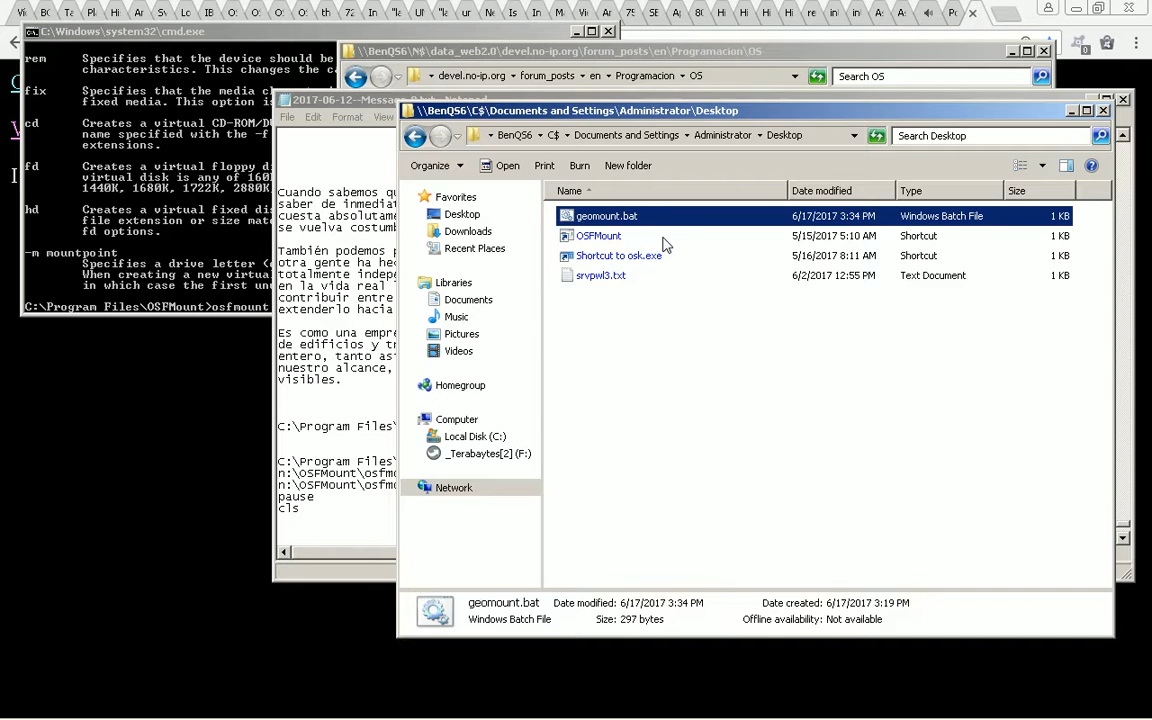 C:\Windows\system32\cmd.exe
rem Specifies that the device should be
characteristics. This changes the
fix Specifies that the media
fixed media. This option is
cd Creates a virtual CD-ROM/
name specified with the -f
extensions.
fd Creates a virtual floppy
virtual disk is any of 160
1440K, 1680K, 1722K, 2880K
hd Creates a virtual fixed
file extension or size
fd options.
-m mountpoint
Specifies a drive letter
When creating a new virtual
in which case the first
C:\Program Files\OSFMount>osfmount
\\BenQS6\N$\data_web2.0\devel.no-ip.org\forum_posts\en\Programacion\OS
devel.no-ip.org forum_posts en Programacion OS
Search OS
2017-06-12--Message
File Edit Format View
Cuando sabemos
saber de inmediat
cuesta absolutame
se vuelva costumb
También podemos
otra gente ha he
totalmente indepe
en la vida real
contribuir entre
extenderlo hacia
Es como una empre
de edificios y tr
entero, tanto as
nuestro alcance,
visibles.
C:\Program Files\
C:\Program Files\
n:\OSFMount\osfm
n:\OSFMount\osfm
pause
cls
\\BenQS6\C$\Documents and Settings\Administrator\Desktop
BenQS6 C$ Documents and Settings Administrator Desktop
Search Desktop
Organize Open Print Burn New folder
Name Date modified Type Size
geomount.bat 6/17/2017 3:34 PM Windows Batch File 1 KB
OSFMount 5/15/2017 5:10 AM Shortcut 1 KB
Shortcut to osk.exe 5/16/2017 8:11 AM Shortcut 1 KB
srvpwl3.txt 6/2/2017 12:55 PM Text Document 1 KB
Favorites
Desktop
Downloads
Recent Places
Libraries
Documents
Music
Pictures
Videos
Homegroup
Computer
Local Disk (C:)
_Terabytes[2] (F:)
Network
geomount.bat Date modified: 6/17/2017 3:34 PM Date created: 6/17/2017 3:19 PM
Windows Batch File Size: 297 bytes Offline availability: Not available